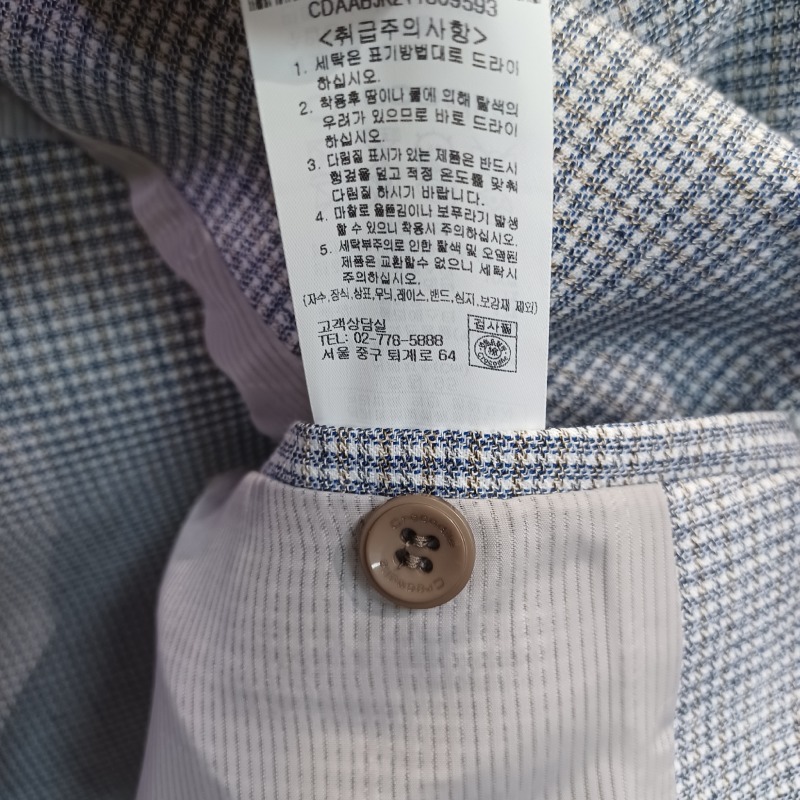 <취급주의사항>
1. 세탁은 표기방법대로 드라이
하십시오.
2. 착용후 땀이나 물에 의해 탈색의
우려가 있으므로 바로 드라이
하십시오.
3. 다림질 표시가 있는 제품은 반드시
헝겊을 덮고 적정 온도를 맞춰
다림질 하시기 바랍니다.
4. 마찰로 올뜯김이나 보푸라기 발생
할 수 있으니 착용시 주의하십시오.
5. 세탁부주의로 인한 탈색 및 오염된
제품은 교환할수 없으니 세탁시
주의하십시오.
(자수,장식,상표,무늬,레이스,밴드,심지,보강재 제외)
고객상담실
TEL: 02-778-5888
서울 중구 퇴계로 64
검사필